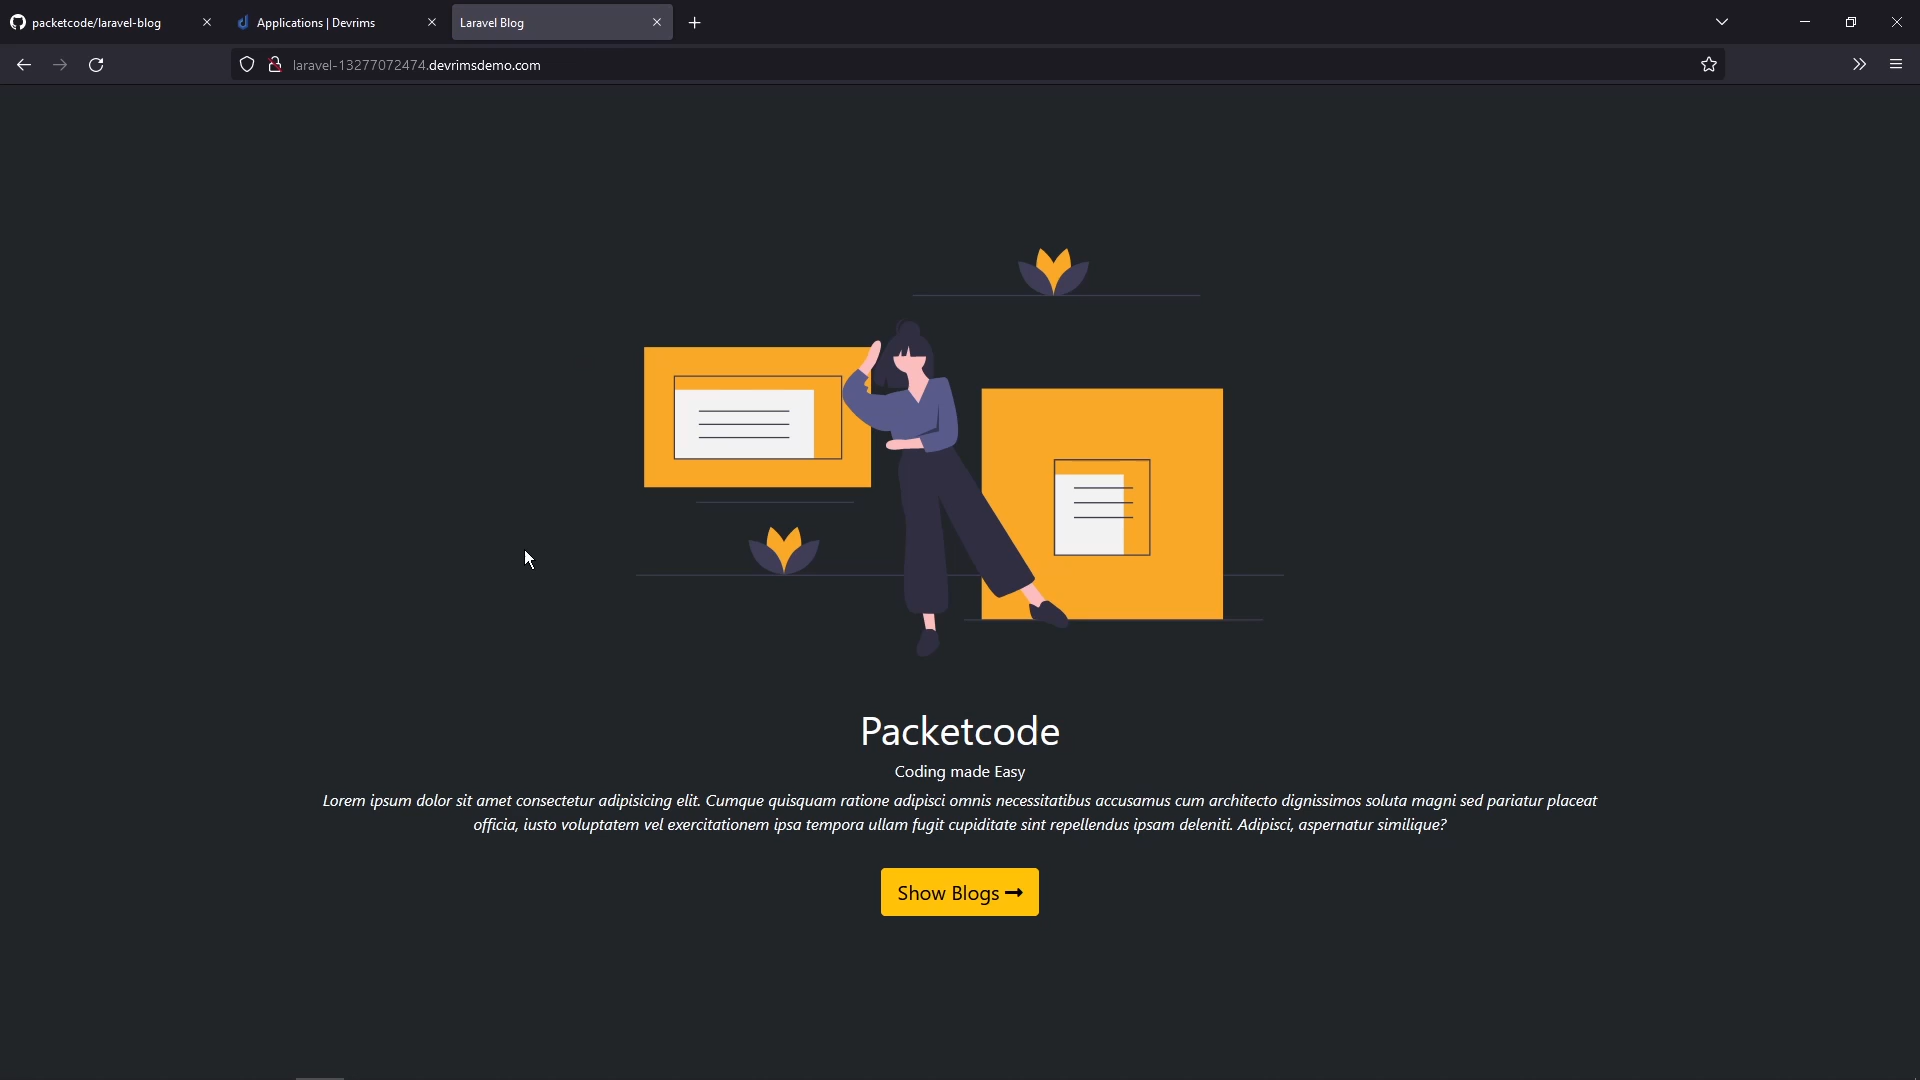 packetcode/laravel-blog
Applications | Devrims
Laravel Blog
laravel-13277072474.devrimsdemo.com
Packetcode
Coding made Easy
Lorem ipsum dolor sit amet consectetur adipisicing elit. Cumque quisquam ratione adipisci omnis necessitatibus accusamus cum architecto dignissimos soluta magni sed pariatur placeat
officia, iusto voluptatem vel exercitationem ipsa tempora ullam fugit cupiditate sint repellendus ipsam deleniti. Adipisci, aspernatur similique?
Show Blogs